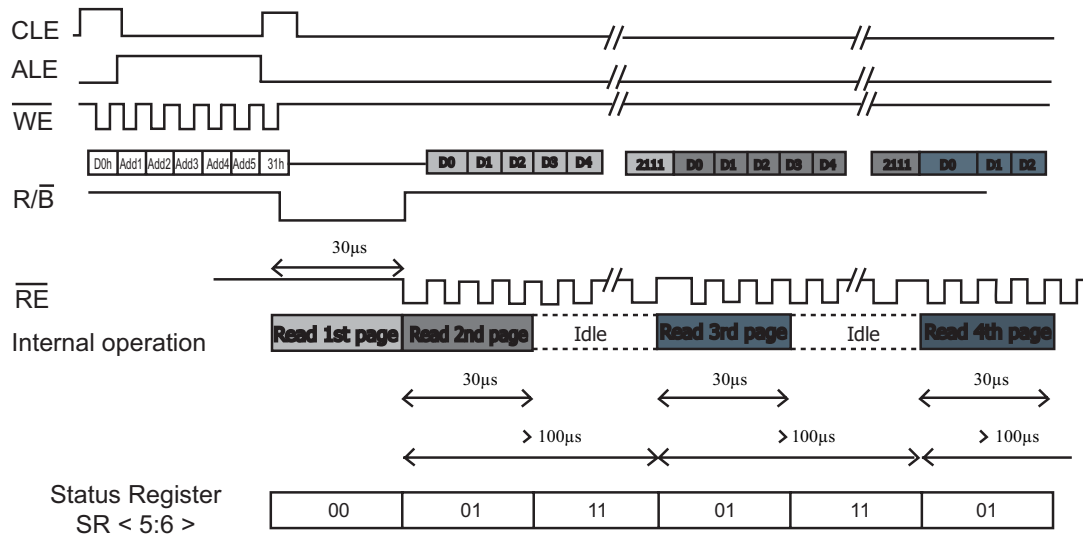 CLE
ALE
WE
D0h Add1 Add2 Add3 Add4 Add5 31h D0 D1 D2 D3 D4 2111 D0 D1 D2 D3 D4 2111 D0 D1 D2
R/B
30µs
RE
Internal operation Read 1st page Read 2nd page Idle Read 3rd page Idle Read 4th page
30µs 30µs 30µs
> 100µs > 100µs > 100µs
Status Register
SR < 5:6 >
00 01 11 01 11 01